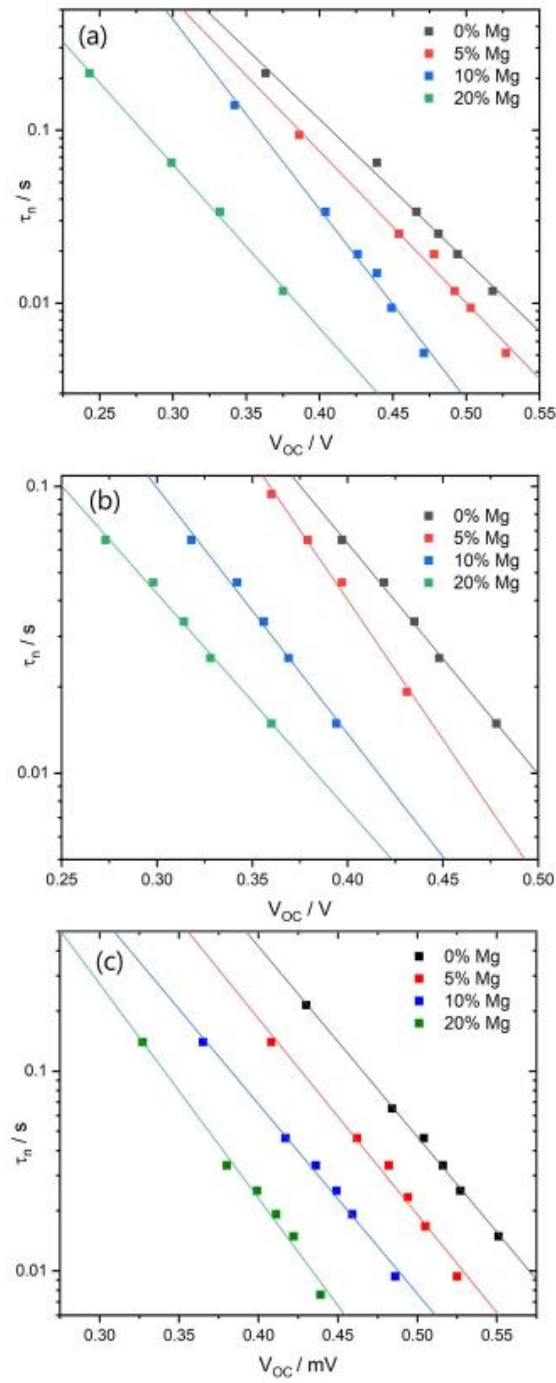 (a)
0% Mg
5% Mg
10% Mg
20% Mg
0.1
0.01
τn / s
0.25 0.30 0.35 0.40 0.45 0.50 0.55
VOC / V
(b)
0% Mg
5% Mg
10% Mg
20% Mg
0.1
0.01
τn / s
0.25 0.30 0.35 0.40 0.45 0.50
VOC / V
(c)
0% Mg
5% Mg
10% Mg
20% Mg
0.1
0.01
τn / s
0.30 0.35 0.40 0.45 0.50 0.55
VOC / mV